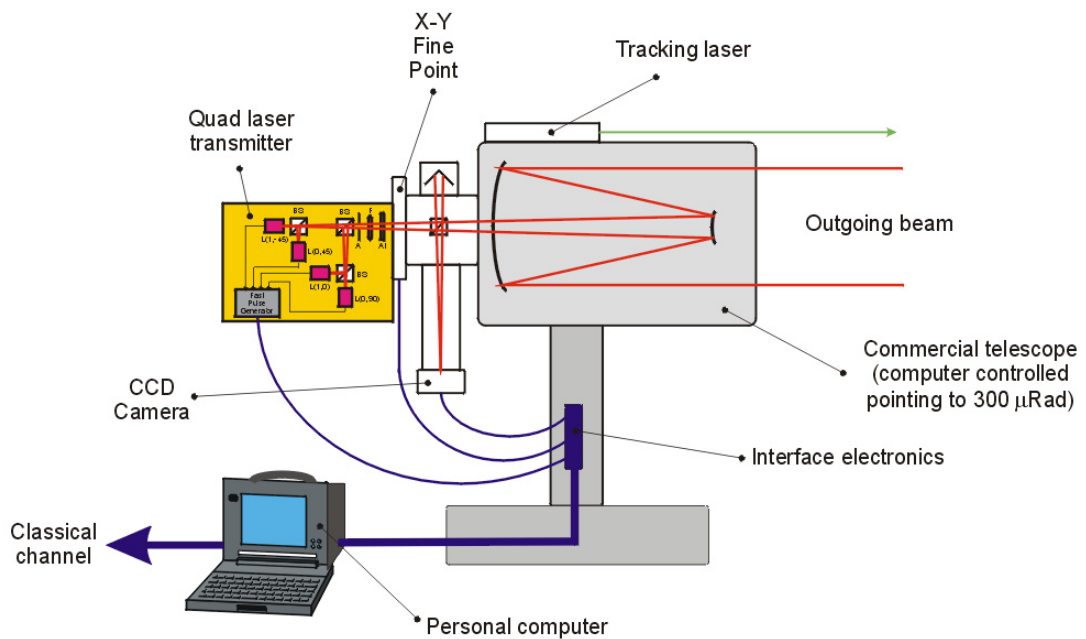 X-Y
Fine
Point
Tracking laser
Quad laser
transmitter
BS
BS
F
L(1,-45)
A
AI
L(0,+5)
BS
L(1,0)
L(0,90)
Fast
Pulse
Generator
Outgoing beam
CCD
Camera
Commercial telescope
(computer controlled
pointing to 300 μRad)
Interface electronics
Classical
channel
Personal computer